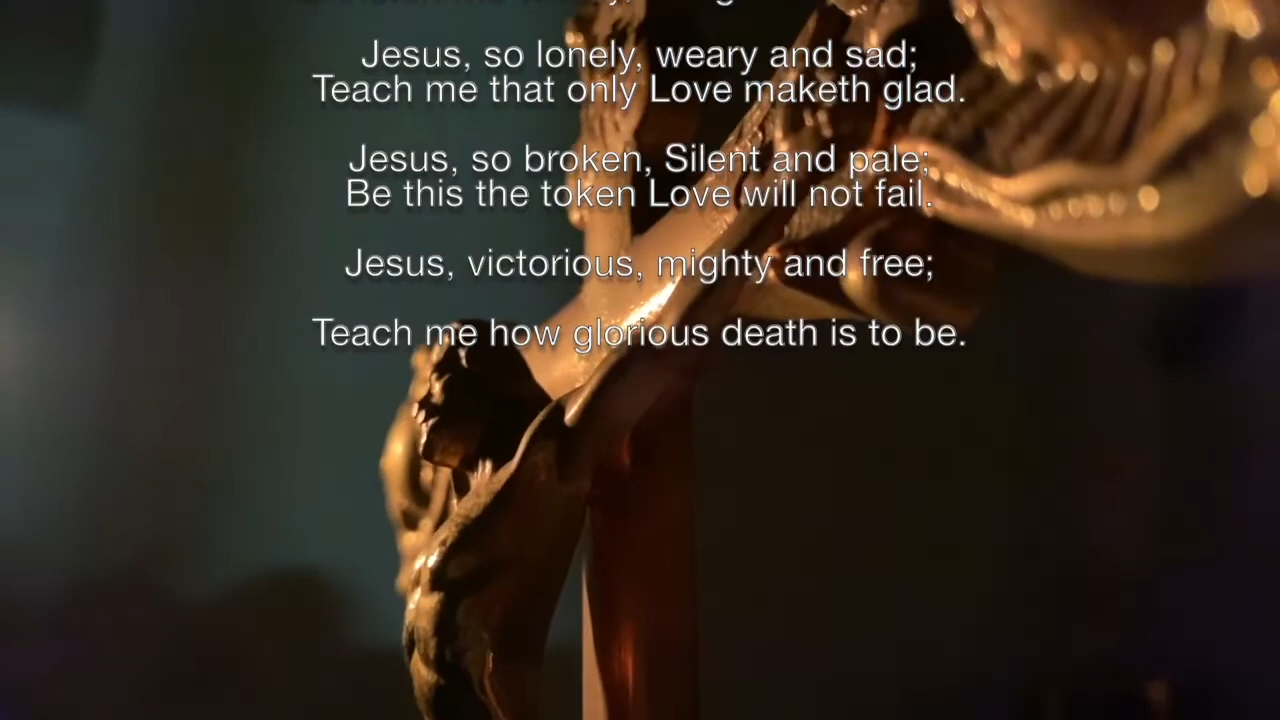 Jesus, so lonely, weary and sad;
Teach me that only Love maketh glad.
Jesus, so broken, Silent and pale;
Be this the token Love will not fail.
Jesus, victorious, mighty and free;
Teach me how glorious death is to be.